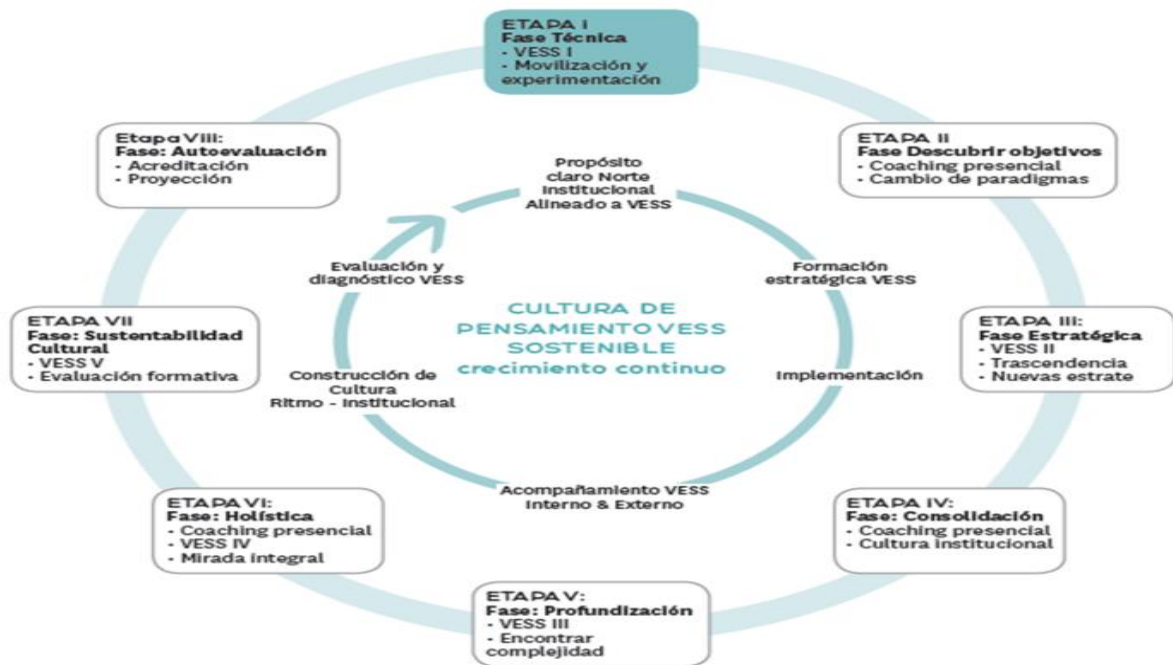 ETAPA I
Fase Técnica
- VESS I
- Movilización y
experimentación
ETAPA II
Fase Descubrir objetivos
- Coaching presencial
- Cambio de paradigmas
ETAPA III:
Fase Estratégica
- VESS II
- Trascendencia
- Nuevas estrate
ETAPA IV:
Fase: Consolidación
- Coaching presencial
- Cultura institucional
ETAPA V:
Fase: Profundización
- VESS III
- Encontrar
complejidad
ETAPA VI:
Fase: Holística
- Coaching presencial
- VESS IV
- Mirada integral
ETAPA VII
Fase: Sustentabilidad
Cultural
- VESS V
- Evaluación formativa
Etapa VIII:
Fase: Autoevaluación
- Acreditación
- Proyección
Propósito
claro Norte
Institucional
Alineado a VESS
Formación
estratégica VESS
Implementación
Acompañamiento VESS
Interno & Externo
Construcción de
Cultura
Ritmo - Institucional
Evaluación y
diagnóstico VESS
CULTURA DE
PENSAMIENTO VESS
SOSTENIBLE
crecimiento continuo